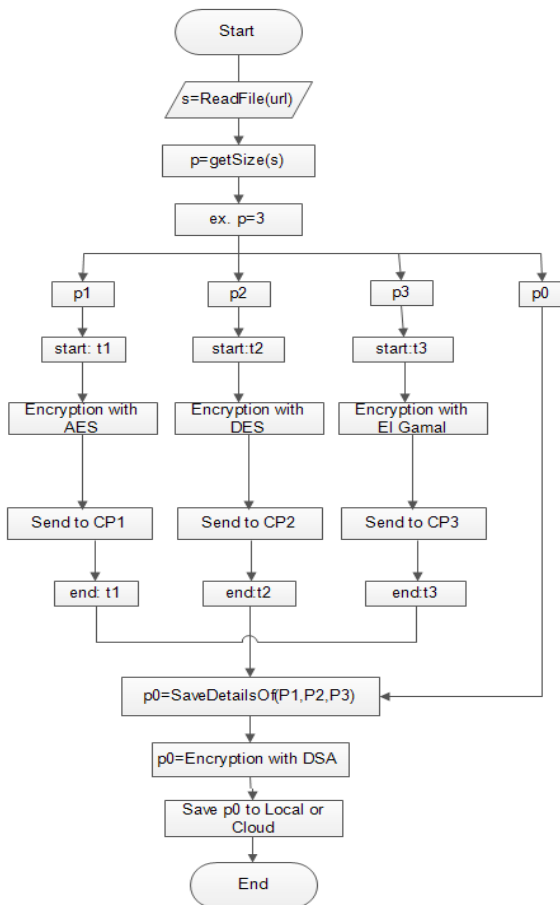 Start
s=ReadFile(url)
p=getSize(s)
ex. p=3
p1
p2
p3
p0
start: t1
start:t2
start:t3
Encryption with
AES
Encryption with
DES
Encryption with
El Gamal
Send to CP1
Send to CP2
Send to CP3
end: t1
end:t2
end:t3
p0=SaveDetailsOf(P1,P2,P3)
p0=Encryption with DSA
Save p0 to Local or
Cloud
End